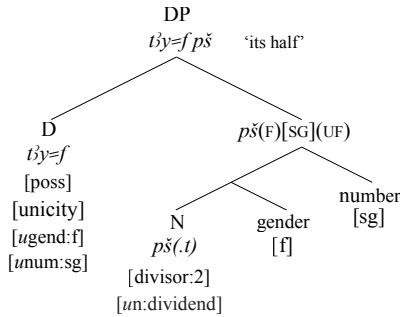 DP
tꜣy=f pš ‘its half’
D
tꜣy=f
[poss]
[unicity]
[ugend:f]
[unum:sg]
pš(F)[SG](UF)
N
pš(.t)
[divisor:2]
[un:dividend]
gender
[f]
number
[sg]